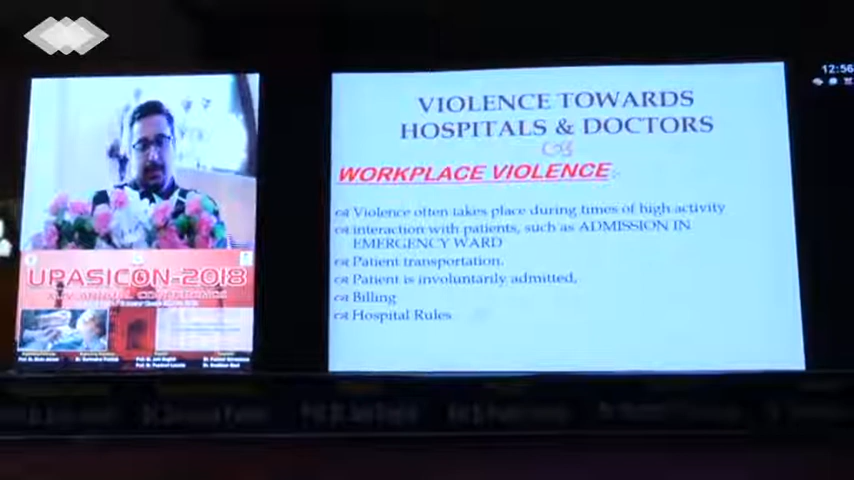 12:56
VIOLENCE TOWARDS
HOSPITALS & DOCTORS
WORKPLACE VIOLENCE
Violence often takes place during times of high activity
interaction with patients, such as ADMISSION IN
EMERGENCY WARD
Patient transportation.
Patient is involuntarily admitted,
Billing
Hospital Rules
UPASICON-2018